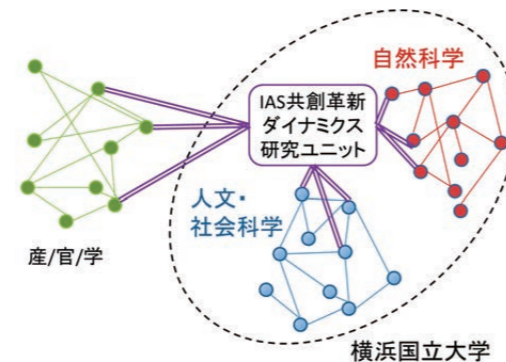 自然科学
IAS共創革新
ダイナミクス
研究ユニット
人文・
社会科学
産/官/学
横浜国立大学